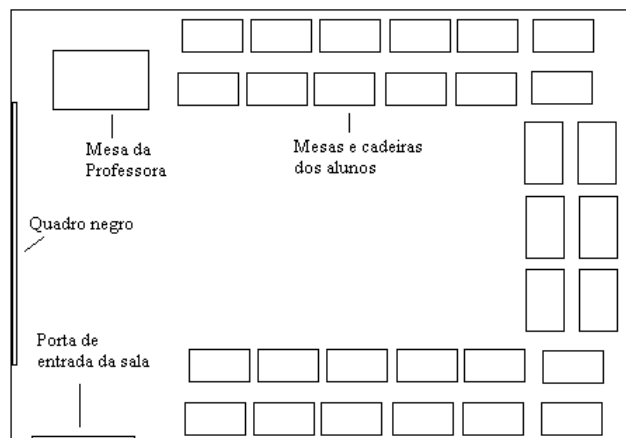 Mesa da
Professora
Mesas e cadeiras
dos alunos
Quadro negro
Porta de
entrada da sala